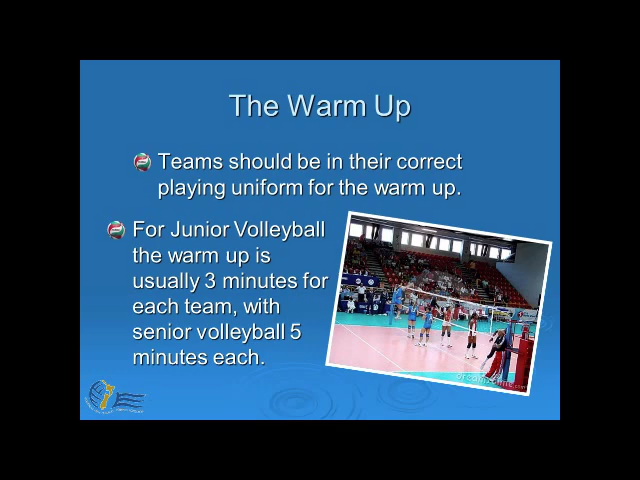 The Warm Up
Teams should be in their correct
playing uniform for the warm up.
For Junior Volleyball
the warm up is
usually 3 minutes for
each team, with
senior volleyball 5
minutes each.